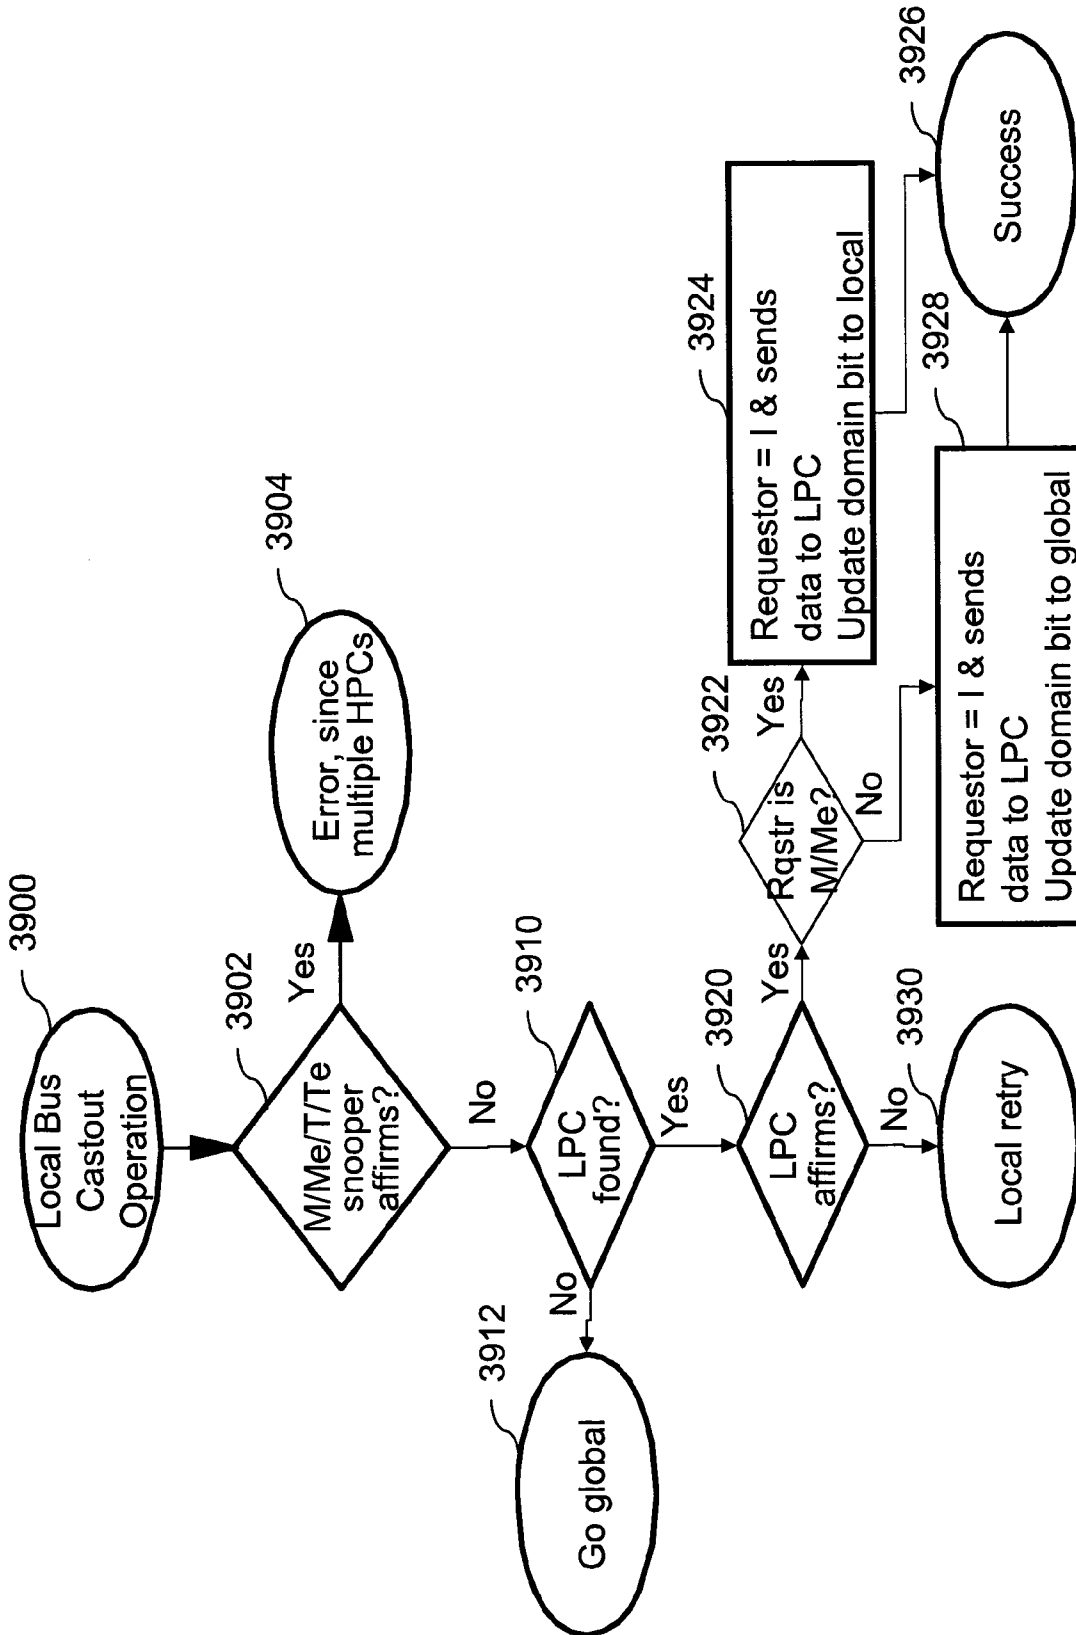 3900
Local Bus
Castout
Operation
3902
M/Me/T/Te
snooper
affirms?
Yes
3904
Error, since
multiple HPCs
No
3910
LPC
found?
No
3912
Go global
Yes
3920
LPC
affirms?
Yes
3922
Rqstr is
M/Me?
Yes
3924
Requestor = I & sends
data to LPC
Update domain bit to local
No
3928
Requestor = I & sends
data to LPC
Update domain bit to global
3926
Success
No
3930
Local retry